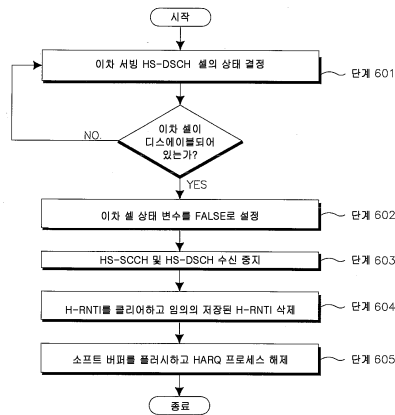 시작
이차 서빙 HS-DSCH 셀의 상태 결정
단계 601
이차 셀이
디스에이블되어
있는가?
NO.
YES
이차 셀 상태 변수를 FALSE로 설정
단계 602
HS-SCCH 및 HS-DSCH 수신 중지
단계 603
H-RNTI를 클리어하고 임의의 저장된 H-RNTI 삭제
단계 604
소프트 버퍼를 플러시하고 HARQ 프로세스 해제
단계 605
종료